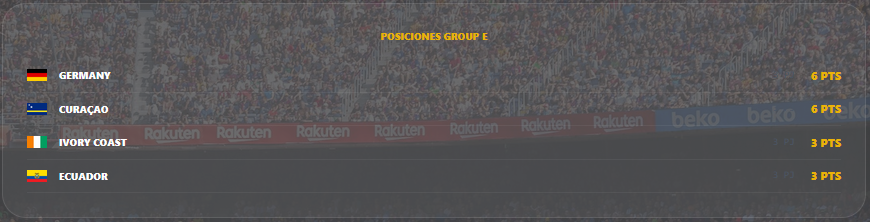 POSICIONES GROUP E
GERMANY 6 PTS
CURAÇAO 6 PTS
Rakuten Rakuten Rakuten Rakuten Rakuten Rakuten Rakuten beko beko beko
IVORY COAST 3 PTS
ECUADOR 3 PTS